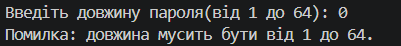 Введіть довжину пароля(від 1 до 64): 0
Помилка: довжина мусить бути від 1 до 64.